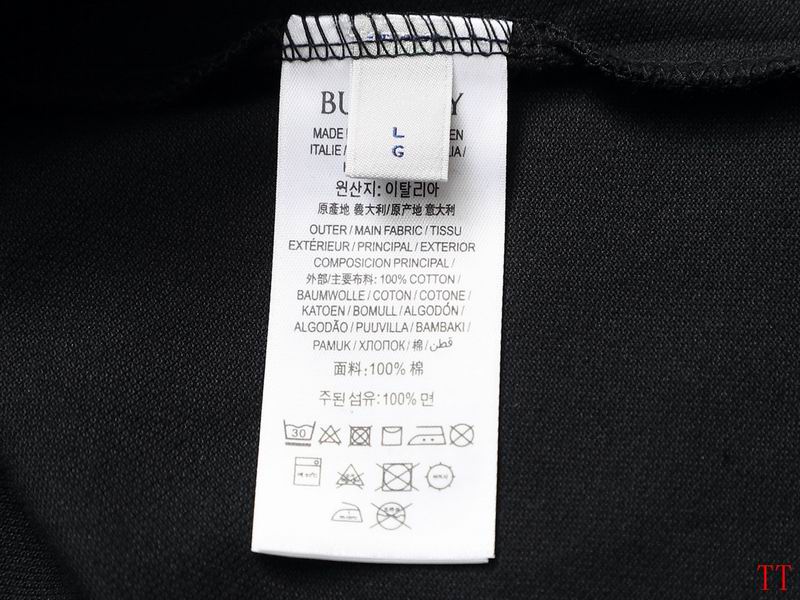 BU Y
L
G
MADE EN
ITALIE / LIA /
원산지: 이탈리아
原產地 義大利/原产地 意大利
OUTER / MAIN FABRIC / TISSU
EXTÉRIEUR / PRINCIPAL / EXTERIOR
COMPOSICION PRINCIPAL /
外部/主要布料: 100% COTTON /
BAUMWOLLE / COTON / COTONE /
KATOEN / BOMULL / ALGODÓN /
ALGODÃO / PUUVILLA / BAMBAKI /
PAMUK / ХЛОПОК / 棉 / قطن
面料:100% 棉
주된 섬유: 100% 면
30
TT